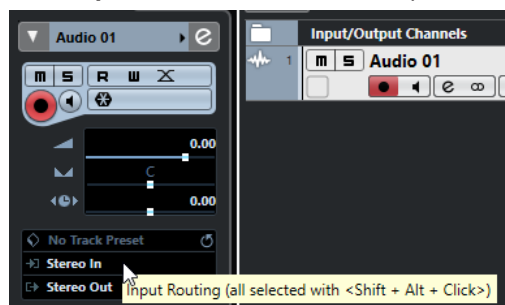 Audio 01
m S R W
0.00
C
0.00
No Track Preset
Stereo In
Stereo Out
Input/Output Channels
1 m S Audio 01
e
Input Routing (all selected with <Shift + Alt + Click>)